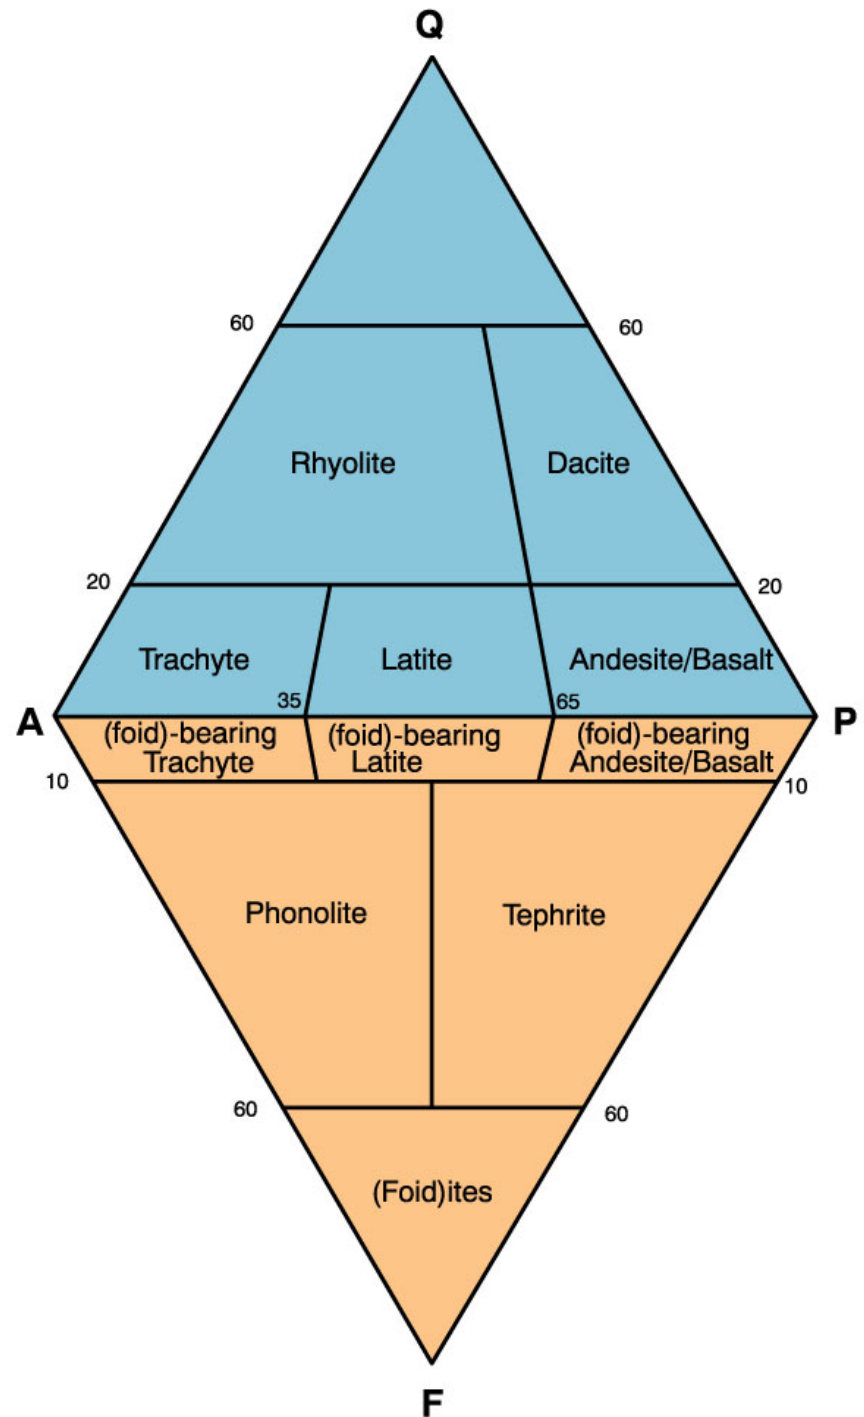 Q
60
60
Rhyolite
Dacite
20
20
Trachyte
Latite
Andesite/Basalt
35
65
A
P
(foid)-bearing
Trachyte
(foid)-bearing
Latite
(foid)-bearing
Andesite/Basalt
10
10
Phonolite
Tephrite
60
60
(Foid)ites
F